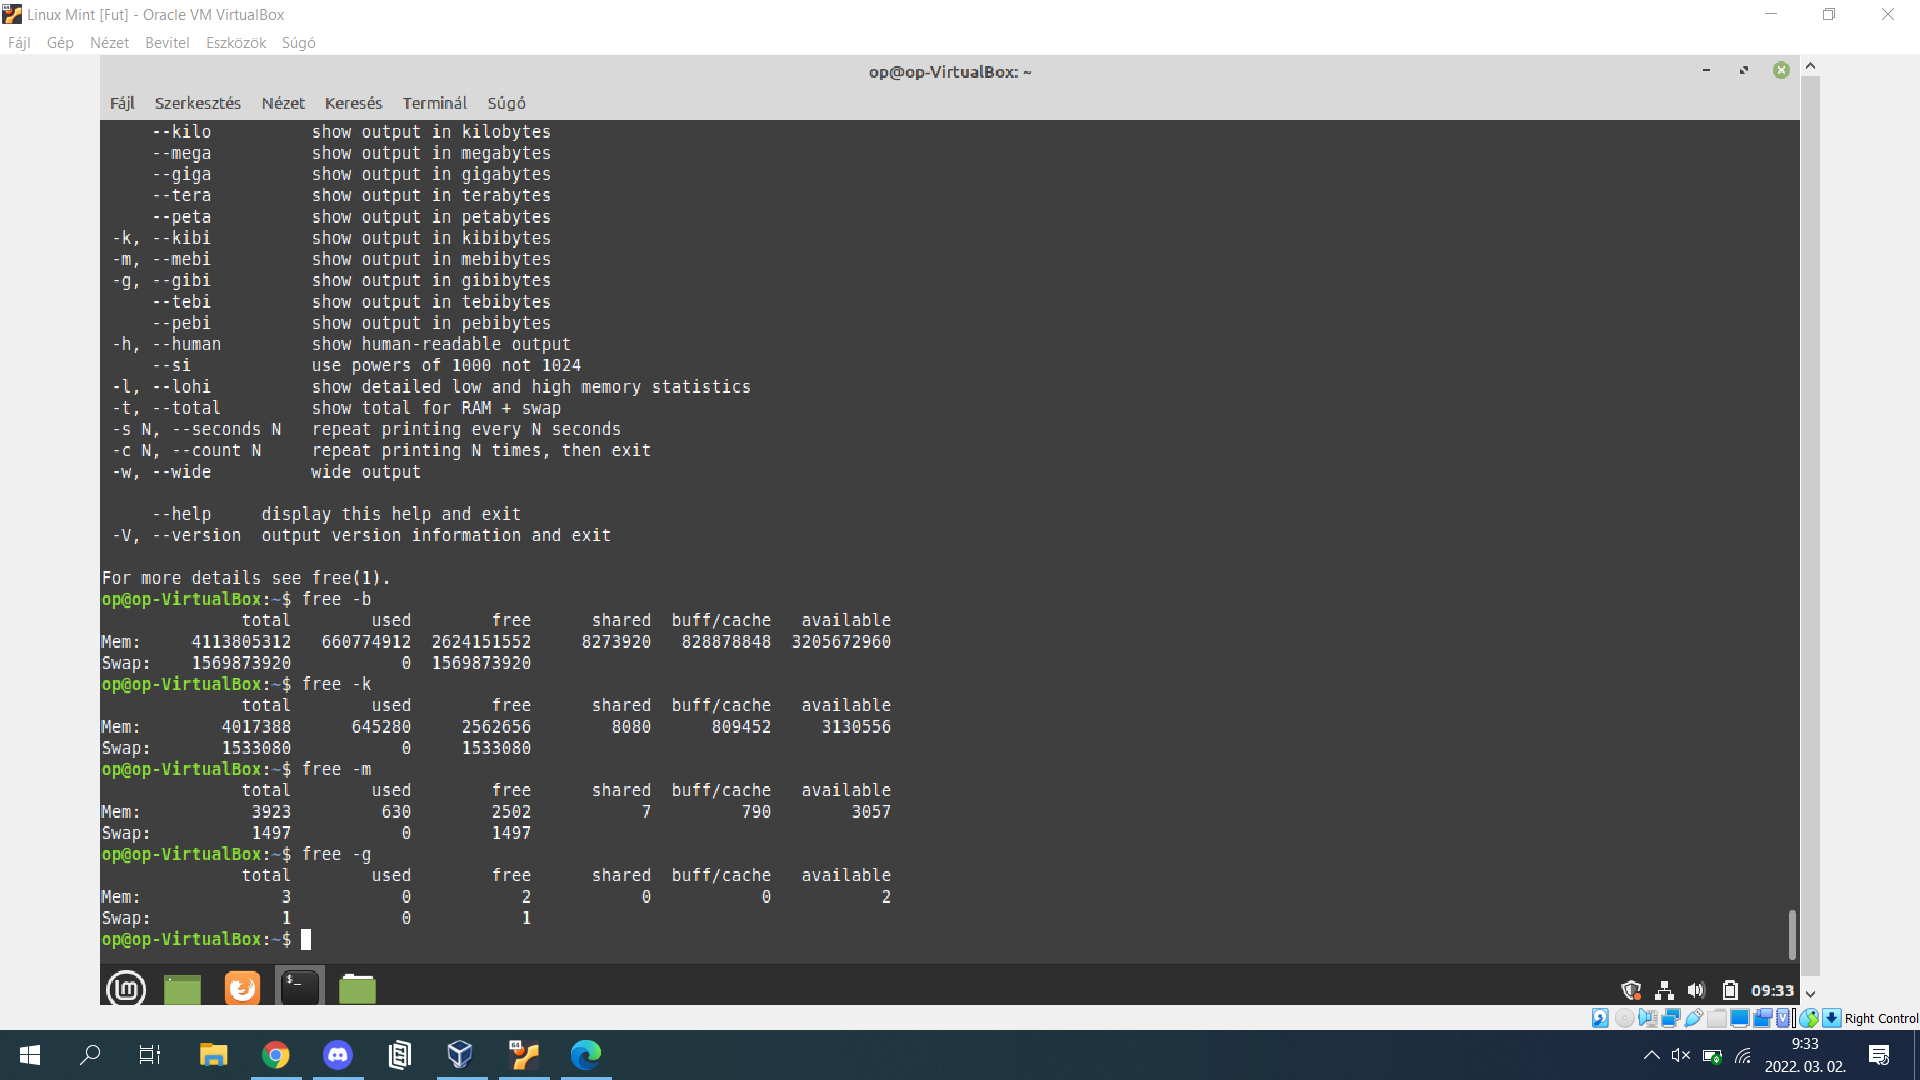 Linux Mint [Fut] - Oracle VM VirtualBox
Fájl Gép Nézet Bevitel Eszközök Súgó
op@op-VirtualBox: ~
Fájl Szerkesztés Nézet Keresés Terminál Súgó
     --kilo          show output in kilobytes
     --mega          show output in megabytes
     --giga          show output in gigabytes
     --tera          show output in terabytes
     --peta          show output in petabytes
 -k, --kibi          show output in kibibytes
 -m, --mebi          show output in mebibytes
 -g, --gibi          show output in gibibytes
     --tebi          show output in tebibytes
     --pebi          show output in pebibytes
 -h, --human         show human-readable output
     --si            use powers of 1000 not 1024
 -l, --lohi          show detailed low and high memory statistics
 -t, --total         show total for RAM + swap
 -s N, --seconds N   repeat printing every N seconds
 -c N, --count N     repeat printing N times, then exit
 -w, --wide          wide output
     --help     display this help and exit
 -V, --version  output version information and exit
For more details see free(1).
op@op-VirtualBox:~$ free -b
              total        used        free      shared  buff/cache   available
Mem:     4113805312   660774912  2624151552     8273920   828878848  3205672960
Swap:    1569873920           0  1569873920
op@op-VirtualBox:~$ free -k
              total        used        free      shared  buff/cache   available
Mem:        4017388      645280     2562656        8080      809452     3130556
Swap:       1533080           0     1533080
op@op-VirtualBox:~$ free -m
              total        used        free      shared  buff/cache   available
Mem:           3923         630        2502           7         790        3057
Swap:          1497           0        1497
op@op-VirtualBox:~$ free -g
              total        used        free      shared  buff/cache   available
Mem:              3           0           2           0           0           2
Swap:             1           0           1
op@op-VirtualBox:~$
09:33
Right Control
9:33
2022. 03. 02.